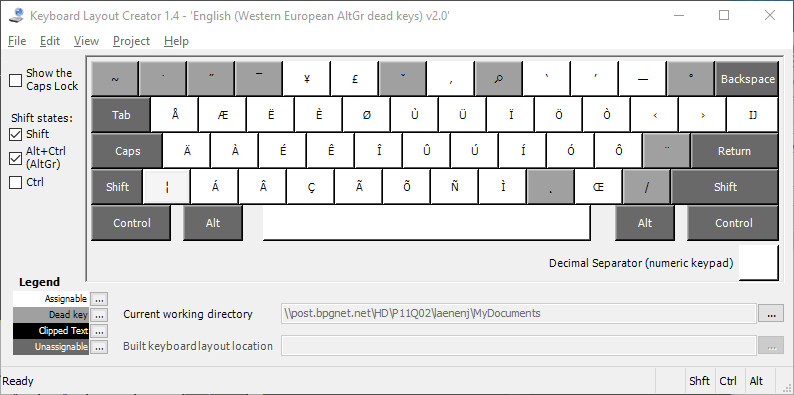 Keyboard Layout Creator 1.4 - 'English (Western European AltGr dead keys) v2.0'
File Edit View Project Help
Show the
Caps Lock
Shift states:
Shift
Alt+Ctrl
(AltGr)
Ctrl
~ ˙ ˝ ¯ ¥ £ ˇ ‚ ‘ ’ — ° Backspace
Tab Å Æ Ë È Ø Ù Ü Ï Ö Ò ‹ › IJ
Caps Ä À É Ê Î Û Ú Í Ó Ô ¨ Return
Shift ¦ Á Â Ç Ã Õ Ñ Ì . Œ / Shift
Control Alt Alt Control
Decimal Separator (numeric keypad)
Legend
Assignable ...
Dead key ...
Clipped Text ...
Unassignable ...
Current working directory \\post.bpgnet.net\HD\P11Q02\laenenj\MyDocuments ...
Built keyboard layout location ...
Ready Shft Ctrl Alt